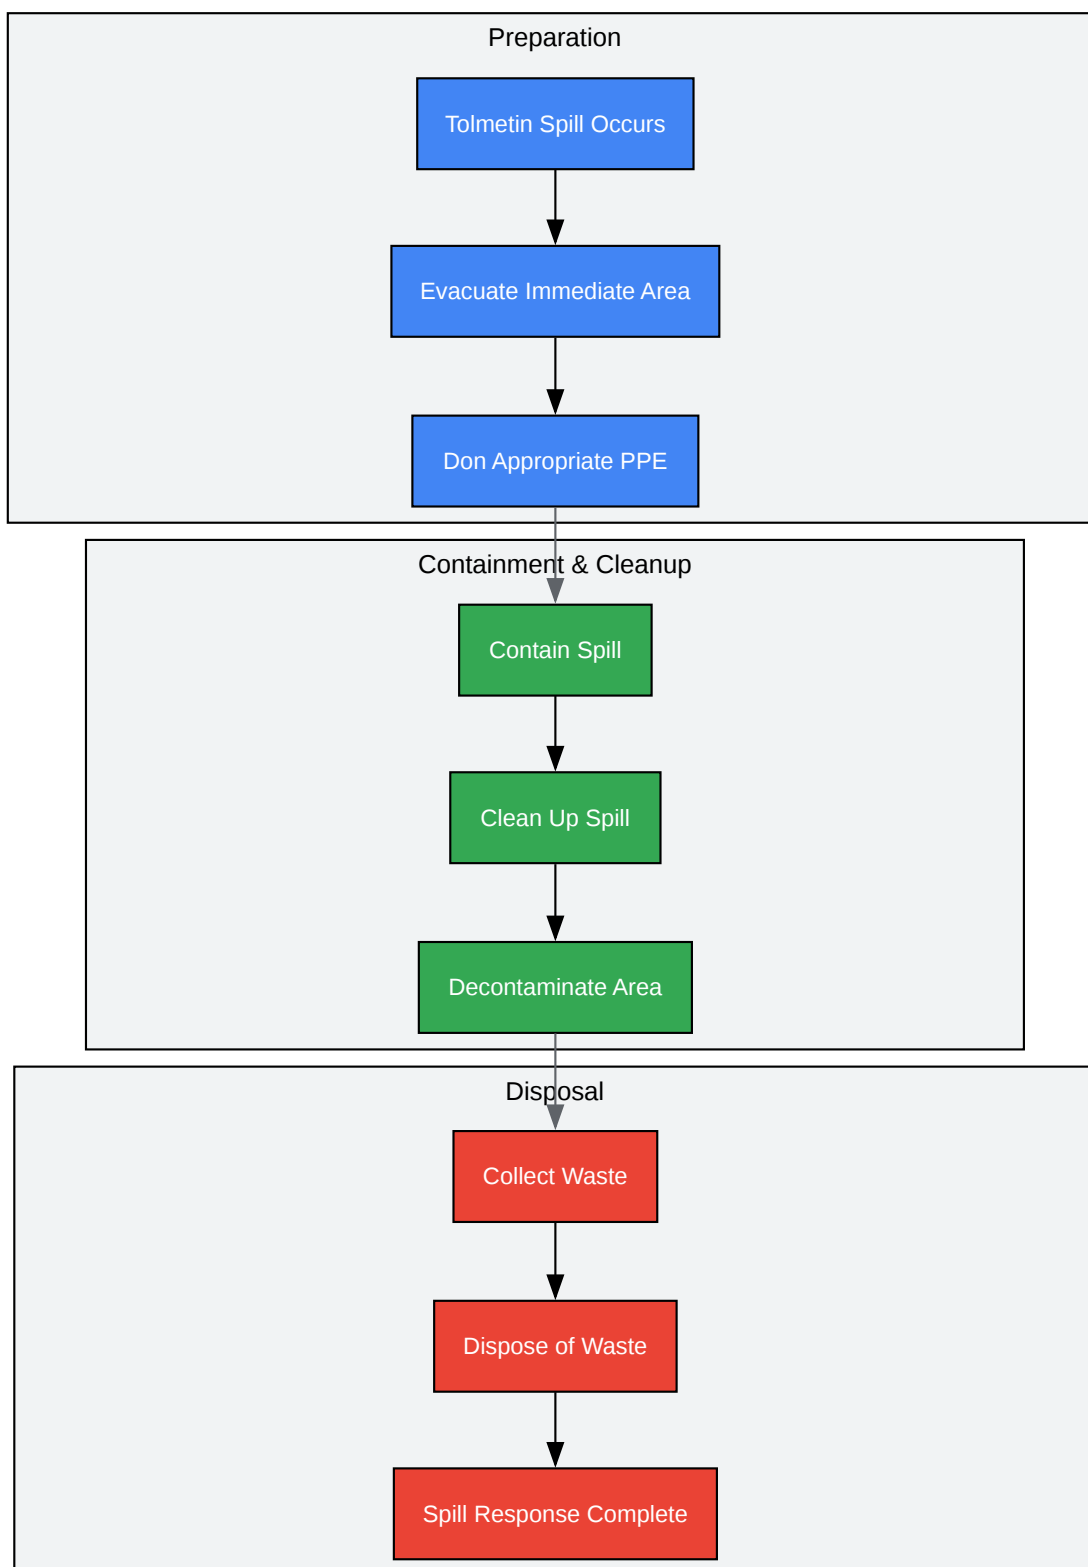 Preparation
Tolmetin Spill Occurs
Evacuate Immediate Area
Don Appropriate PPE
Containment & Cleanup
Contain Spill
Clean Up Spill
Decontaminate Area
Disposal
Collect Waste
Dispose of Waste
Spill Response Complete